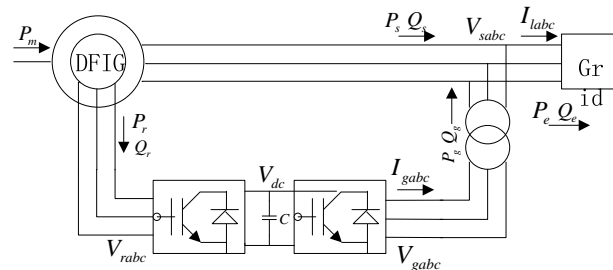 P_m
DFIG
P_s Q_s
V_sabc
I_labc
Gr
id
P_e Q_e
P_r
Q_r
P_g Q_g
V_dc
I_gabc
C
V_rabc
V_gabc